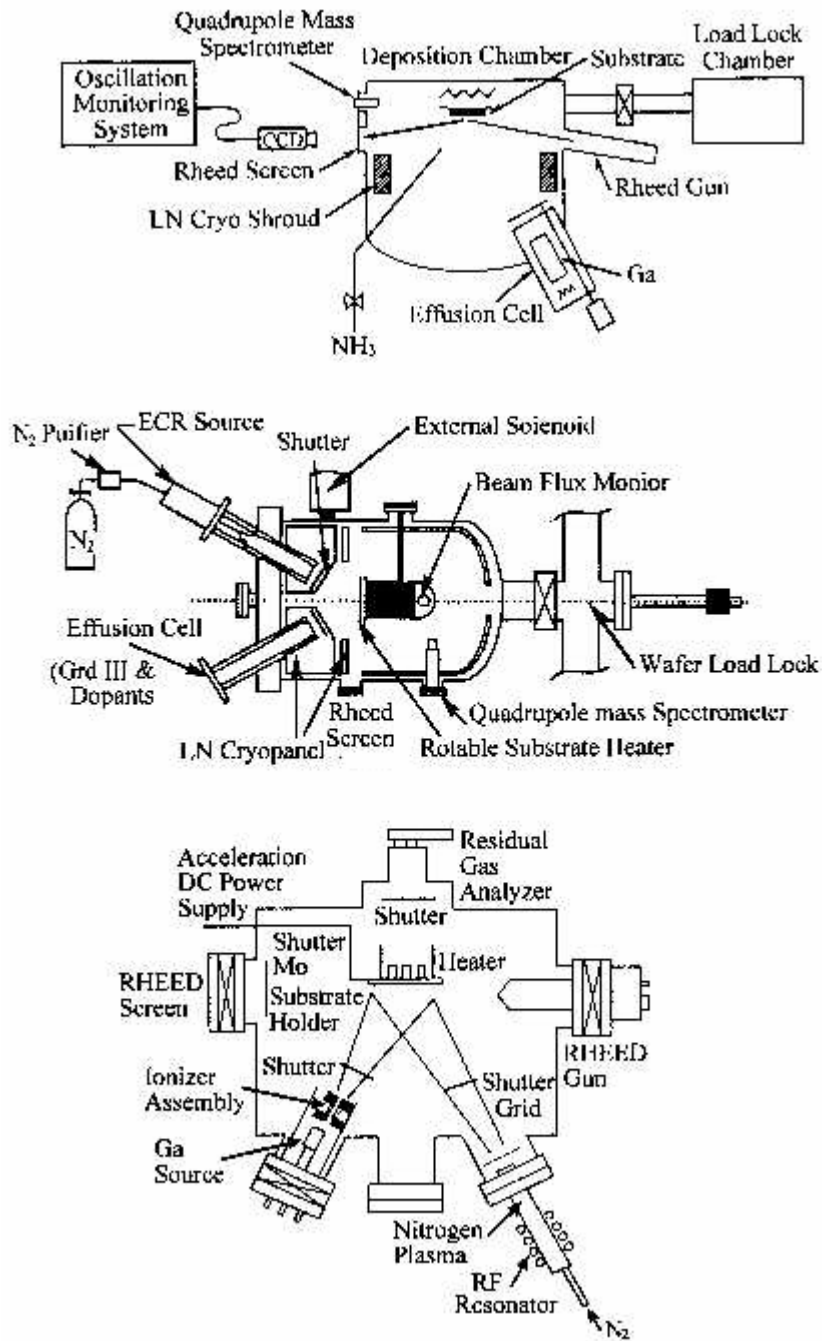 Quadrupole Mass
Spectrometer
Deposition Chamber
Substrate
Load Lock
Chamber
Oscillation
Monitoring
System
CCD
Rheed Screen
LN Cryo Shroud
Rheed Gun
Ga
Effusion Cell
NH₃
N₂ Puifier
ECR Source
Shutter
External Soienoid
Beam Flux Monior
N₂
Effusion Cell
(Grd III &
Dopants
LN Cryopanel
Rheed
Screen
Wafer Load Lock
Quadrupole mass Spectrometer
Rotable Substrate Heater
Acceleration
DC Power
Supply
Residual
Gas
Analyzer
Shutter
Shutter
Mo
Substrate
Holder
Heater
RHEED
Screen
RHEED
Gun
Ionizer
Assembly
Shutter
Shutter
Grid
Ga
Source
Nitrogen
Plasma
RF
Resonator
N₂